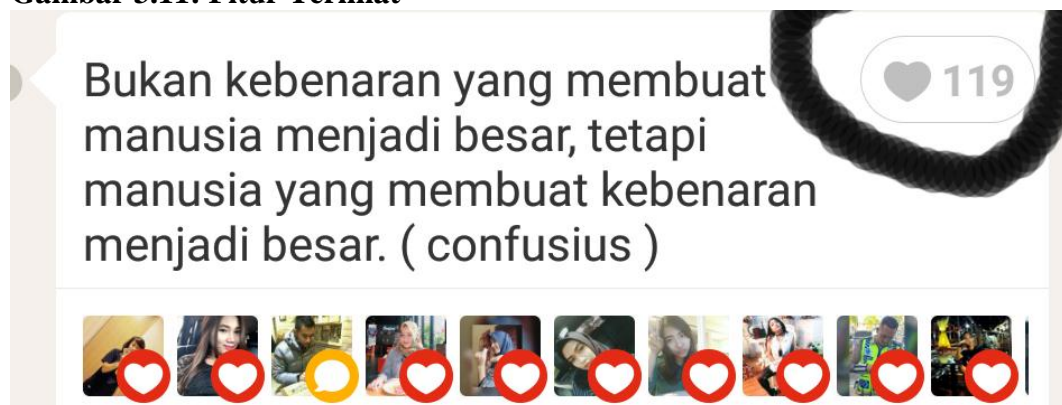 Bukan kebenaran yang membuat
119
manusia menjadi besar, tetapi
manusia yang membuat kebenaran
menjadi besar. ( confusius )